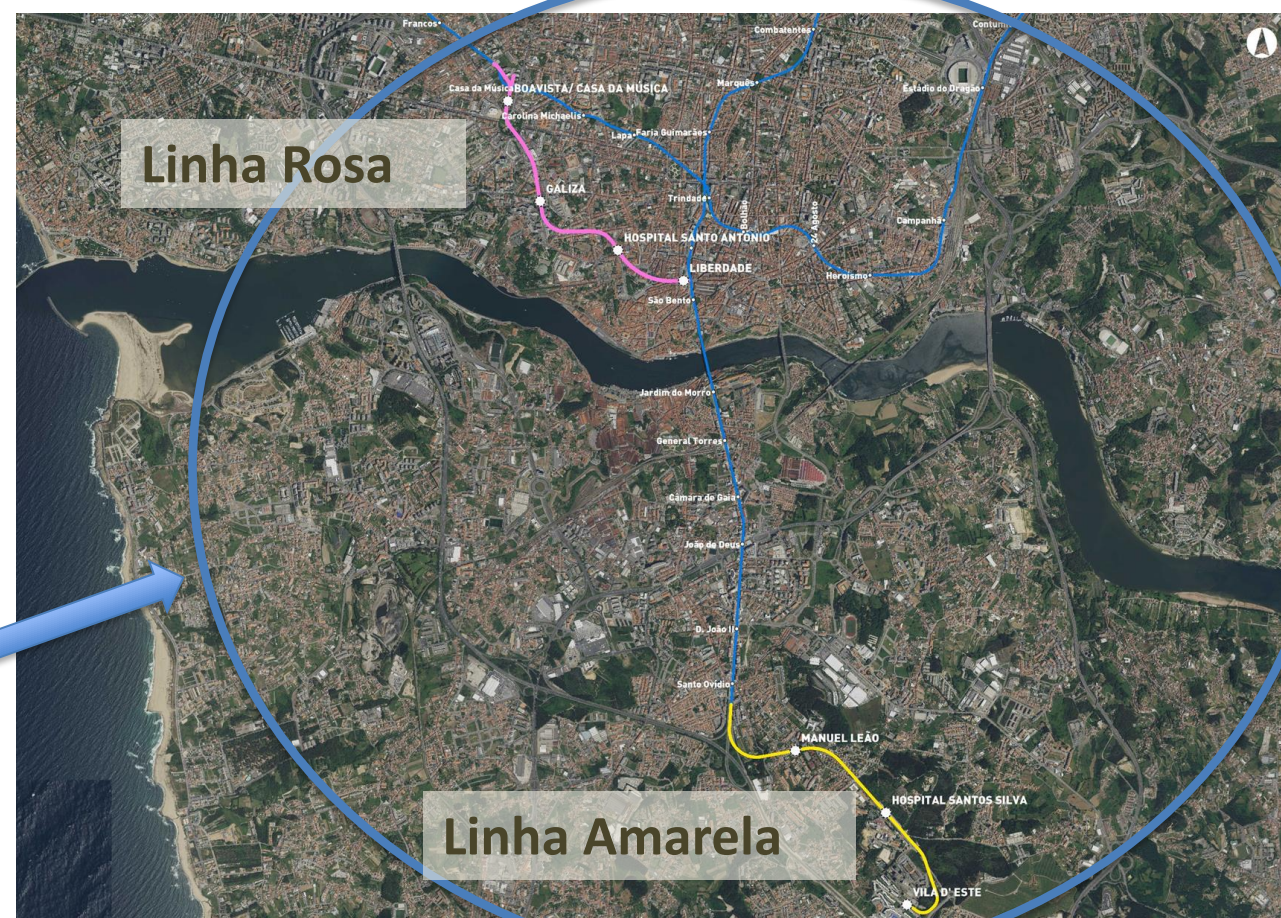 Francos
Combatentes
Contum
Casa da Música
BOAVISTA/ CASA DA MÚSICA
Marquês
Estádio do Dragão
Carolina Michaelis
Lapa
Faria Guimarães
Linha Rosa
GALIZA
Trindade
Bolhão
24 Agosto
Campanhã
HOSPITAL SANTO ANTÓNIO
LIBERDADE
Heroísmo
São Bento
Jardim do Morro
General Torres
Câmara de Gaia
João de Deus
D. João II
Santo Ovídio
MANUEL LEÃO
HOSPITAL SANTOS SILVA
Linha Amarela
VILA D' ESTE